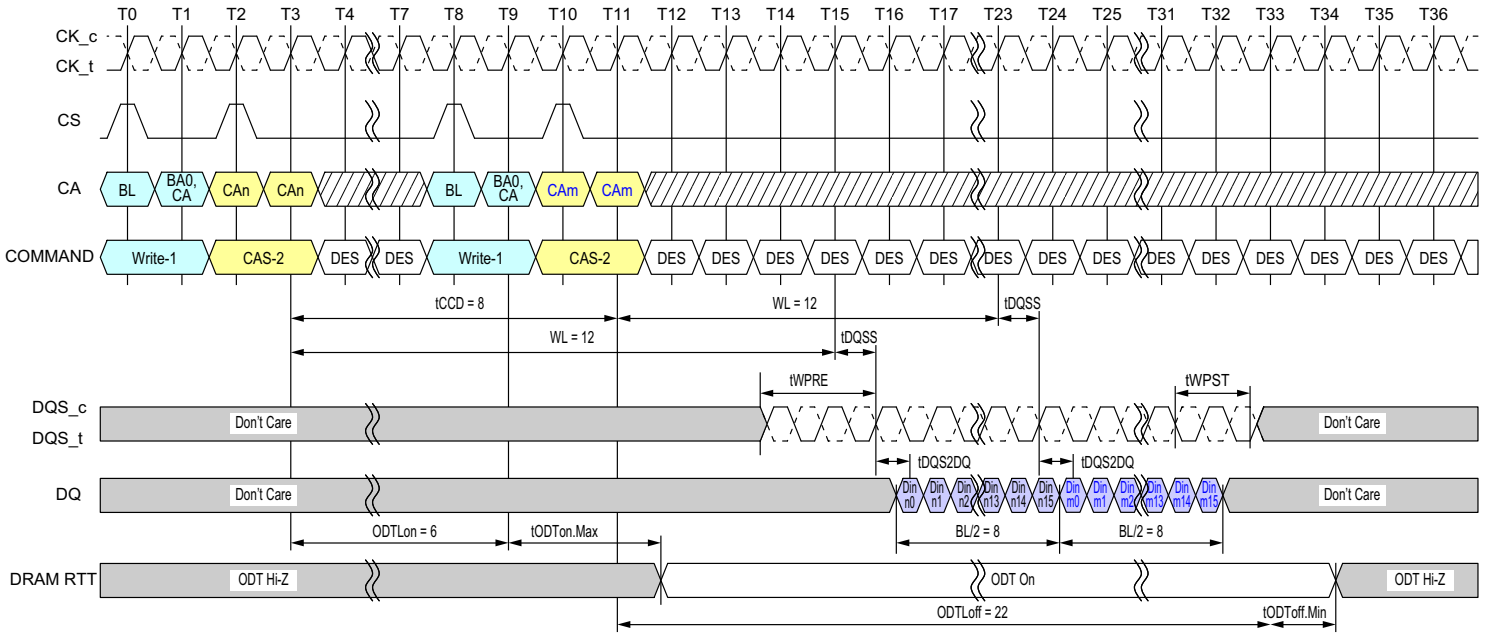 T0 T1 T2 T3 T4 T7 T8 T9 T10 T11 T12 T13 T14 T15 T16 T17 T23 T24 T25 T31 T32 T33 T34 T35 T36
CK_c
CK_t
CS
CA BL BA0, CA CAn CAn BL BA0, CA CAm CAm
COMMAND Write-1 CAS-2 DES DES Write-1 CAS-2 DES DES DES DES DES DES DES DES DES DES DES DES DES DES DES
tCCD = 8 WL = 12 tDQSS
WL = 12 tDQSS
tWPRE tWPST
DQS_c
DQS_t Don't Care Don't Care
tDQS2DQ tDQS2DQ
DQ Don't Care Din n0 Din n1 Din n2 Din n13 Din n14 Din n15 Din m0 Din m1 Din m2 Din m13 Din m14 Din m15 Don't Care
ODTLon = 6 tODTon.Max BL/2 = 8 BL/2 = 8
DRAM RTT ODT Hi-Z ODT On ODT Hi-Z
ODTLoff = 22 tODToff.Min